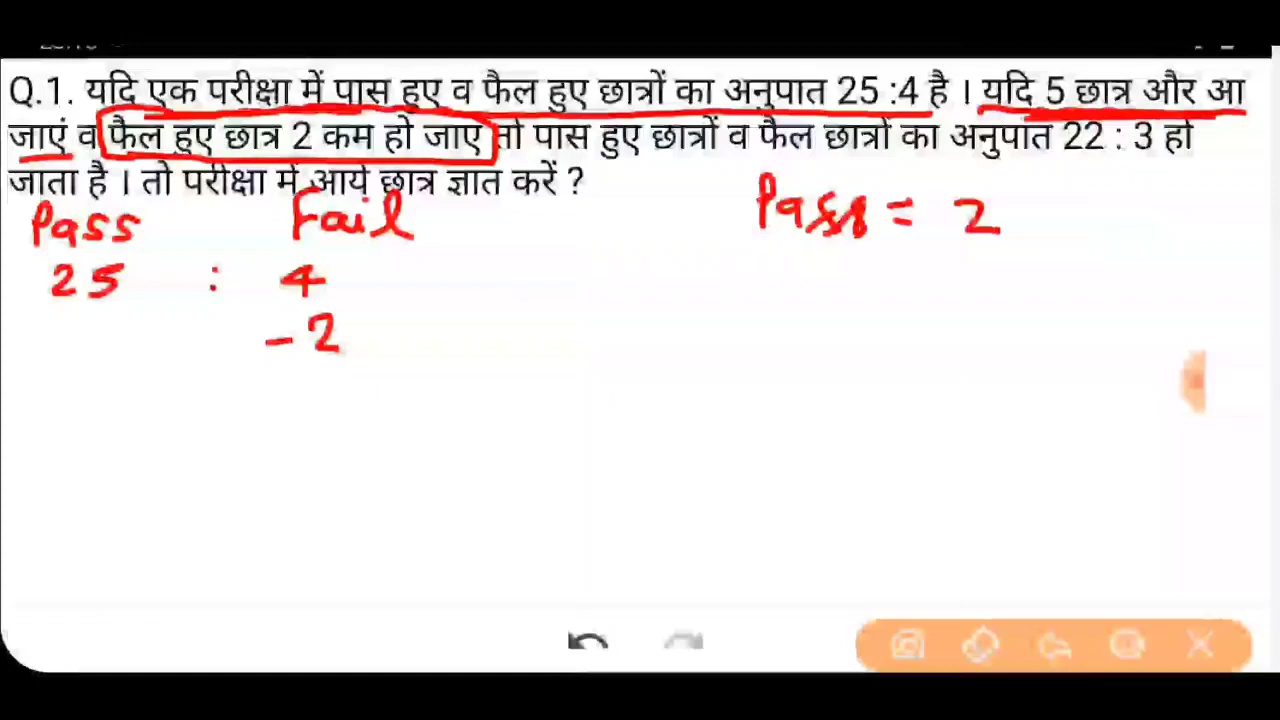 Q.1. यदि एक परीक्षा में पास हुए व फैल हुए छात्रों का अनुपात 25 :4 है । यदि 5 छात्र और आ
जाएं व फैल हुए छात्र 2 कम हो जाए तो पास हुए छात्रों व फैल छात्रों का अनुपात 22 : 3 हो
जाता है । तो परीक्षा में आये छात्र ज्ञात करें ?
Pass Fail Pass = 2
25 : 4
- 2